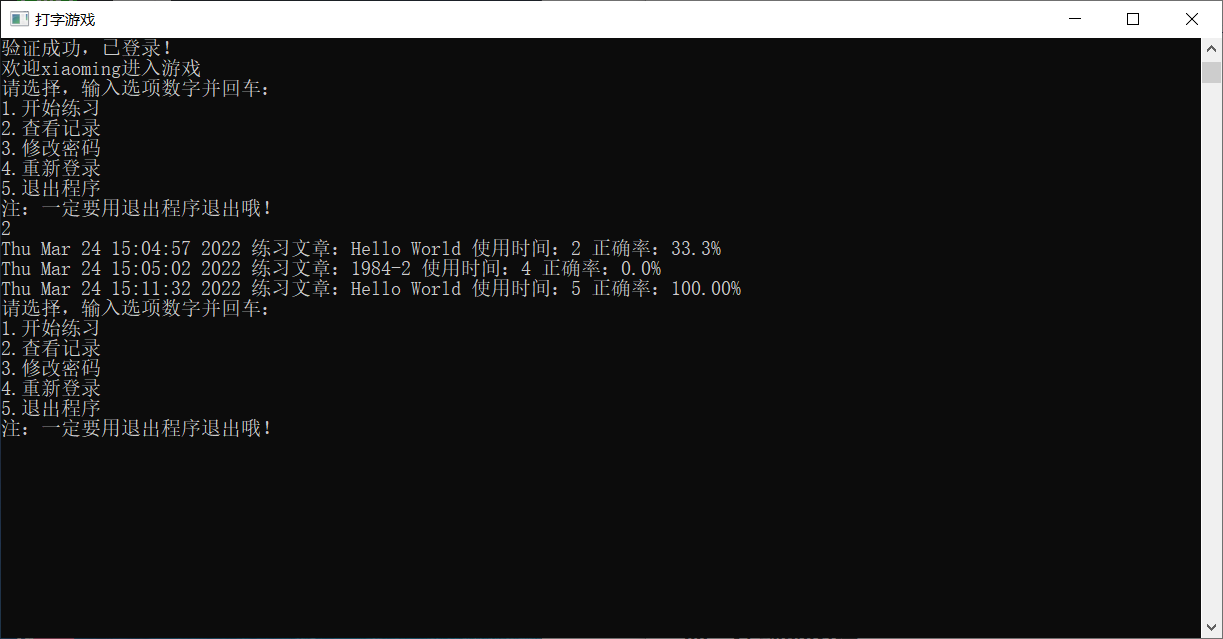 打字游戏
验证成功，已登录！
欢迎xiaoming进入游戏
请选择，输入选项数字并回车：
1.开始练习
2.查看记录
3.修改密码
4.重新登录
5.退出程序
注：一定要用退出程序退出哦！
2
Thu Mar 24 15:04:57 2022 练习文章：Hello World 使用时间：2 正确率：33.3%
Thu Mar 24 15:05:02 2022 练习文章：1984-2 使用时间：4 正确率：0.0%
Thu Mar 24 15:11:32 2022 练习文章：Hello World 使用时间：5 正确率：100.00%
请选择，输入选项数字并回车：
1.开始练习
2.查看记录
3.修改密码
4.重新登录
5.退出程序
注：一定要用退出程序退出哦！